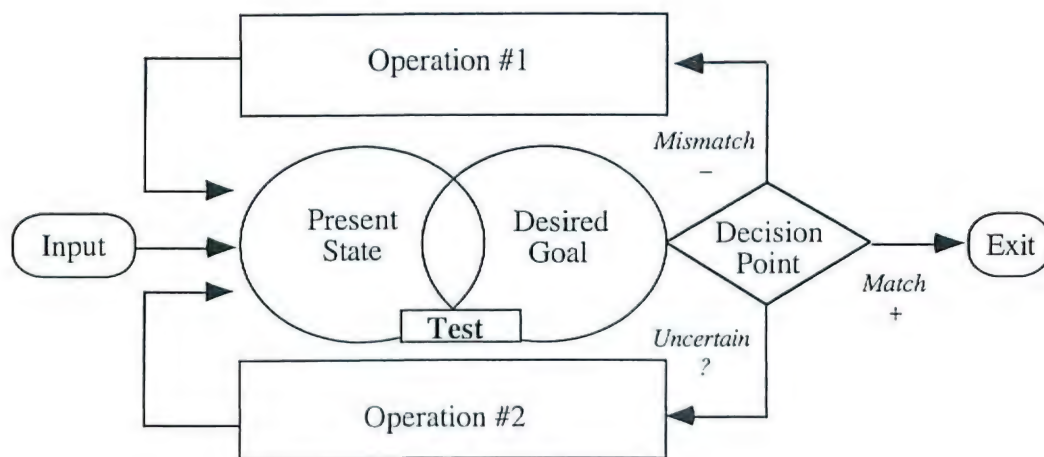 Operation #1
Mismatch
–
Input
Present
State
Desired
Goal
Decision
Point
Exit
Match
+
Test
Uncertain
?
Operation #2